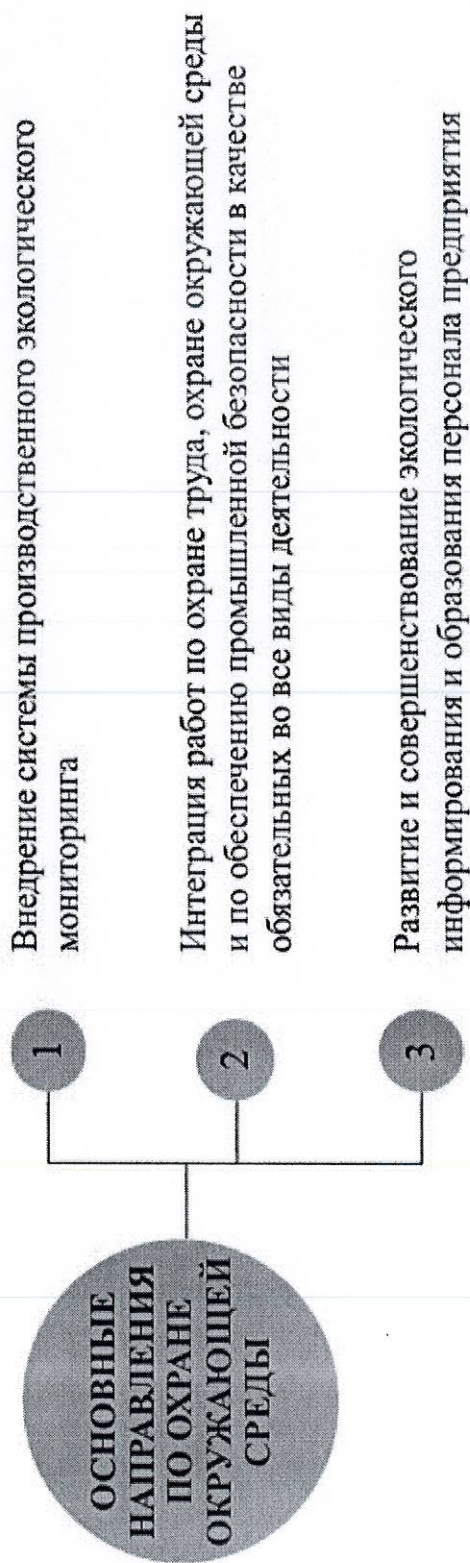 ОСНОВНЫЕ
НАПРАВЛЕНИЯ
ПО ОХРАНЕ
ОКРУЖАЮЩЕЙ
СРЕДЫ
1
Внедрение системы производственного экологического
мониторинга
2
Интеграция работ по охране труда, охране окружающей среды
и по обеспечению промышленной безопасности в качестве
обязательных во все виды деятельности
3
Развитие и совершенствование экологического
информирования и образования персонала предприятия